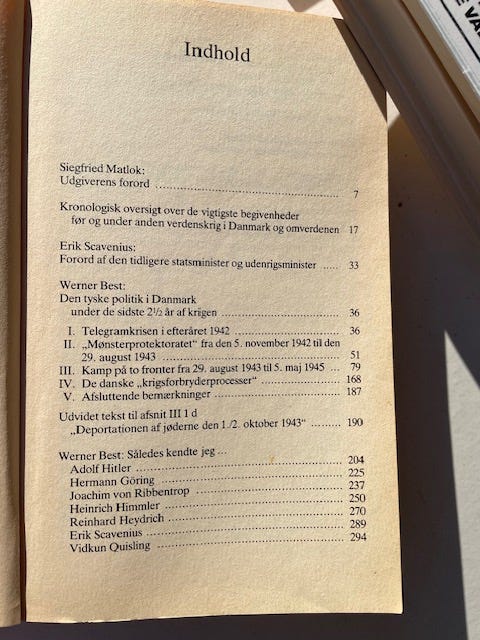 Indhold
Siegfried Matlok:
Udgiverens forord ........ 7
Kronologisk oversigt over de vigtigste begivenheder
før og under anden verdenskrig i Danmark og omverdenen 17
Erik Scavenius:
Forord af den tidligere statsminister og udenrigsminister ..... 33
Werner Best:
Den tyske politik i Danmark
under de sidste 2½ år af krigen ........ 36
I. Telegramkrisen i efteråret 1942 ........ 36
II. „Mønsterprotektoratet" fra den 5. november 1942 til den
29. august 1943 ........ 51
III. Kamp på to fronter fra 29. august 1943 til 5. maj 1945 .... 79
IV. De danske „krigsforbryderprocesser" ........ 168
V. Afsluttende bemærkninger ........ 187
Udvidet tekst til afsnit III 1 d
„Deportationen af jøderne den 1./2. oktober 1943" ........ 190
Werner Best: Således kendte jeg ...
Adolf Hitler ........ 204
Hermann Göring ........ 225
Joachim von Ribbentrop ........ 237
Heinrich Himmler ........ 250
Reinhard Heydrich ........ 270
Erik Scavenius ........ 289
Vidkun Quisling ........ 294